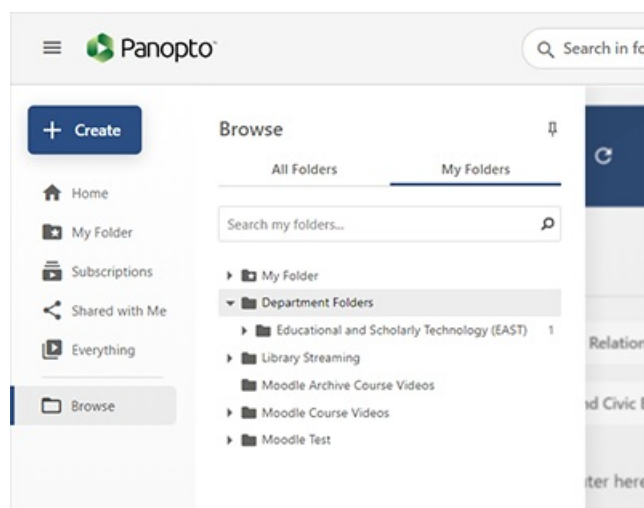 Panopto
Search in fo
+ Create
Home
My Folder
Subscriptions
Shared with Me
Everything
Browse
Browse
All Folders
My Folders
Search my folders...
My Folder
Department Folders
Educational and Scholarly Technology (EAST) 1
Library Streaming
Moodle Archive Course Videos
Moodle Course Videos
Moodle Test
Relation
nd Civic E
ter here